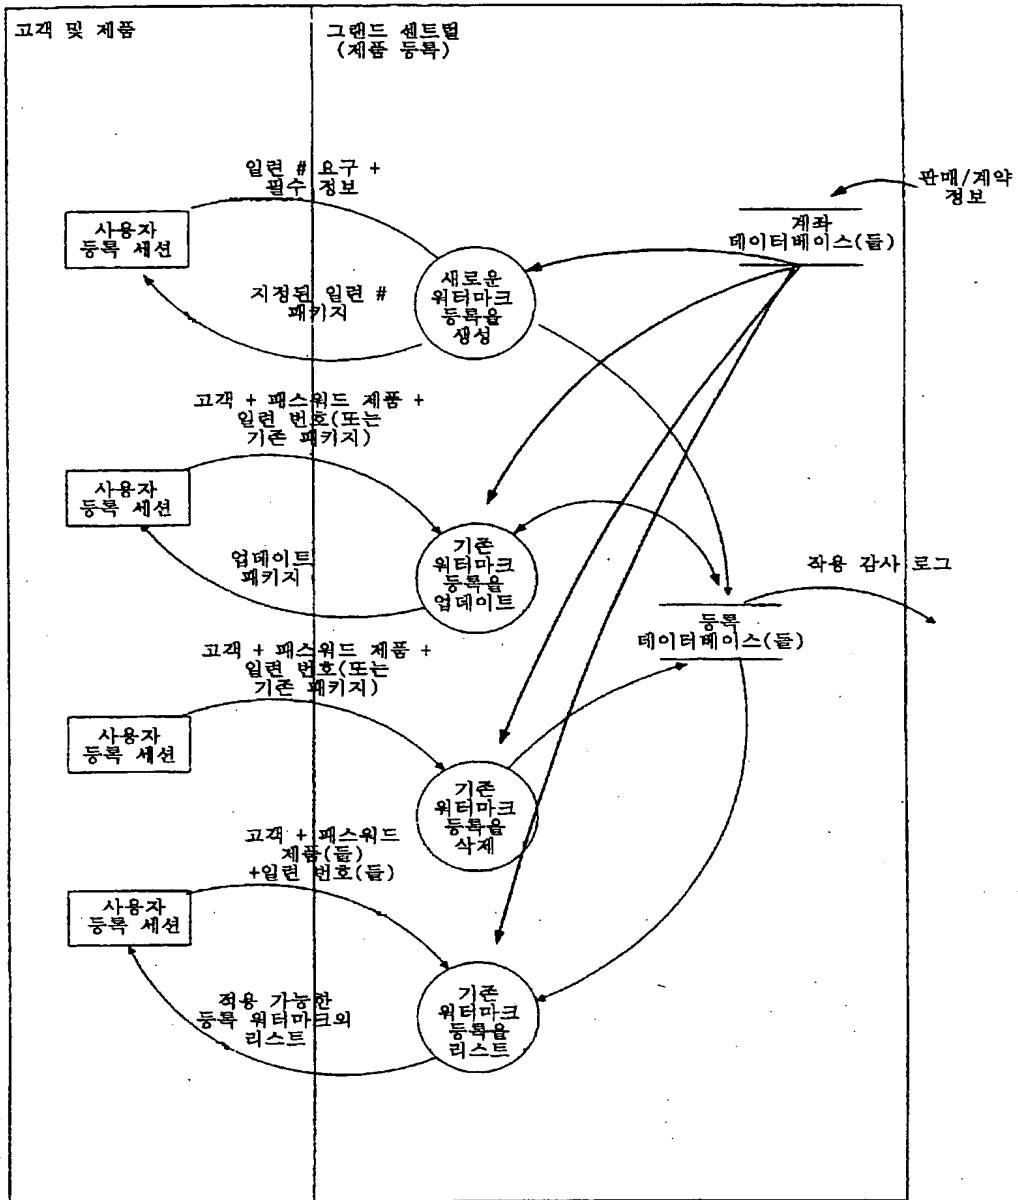 고객 및 제품
그랜드 센트럴
(제품 등록)
일련 # 요구 +
필수 정보
판매/계약
정보
사용자
등록 세션
계좌
데이터베이스(들)
새로운
워터마크
등록을
생성
지정된 일련 #
패키지
고객 + 패스워드 제품 +
일련 번호(또는
기존 패키지)
사용자
등록 세션
기존
워터마크
등록을
업데이트
업데이트
패키지
작용 감사 로그
등록
데이터베이스(들)
고객 + 패스워드 제품 +
일련 번호(또는
기존 패키지)
사용자
등록 세션
기존
워터마크
등록을
삭제
고객 + 패스워드
제품(들)
+일련 번호(들)
사용자
등록 세션
기존
워터마크
등록을
리스트
적용 가능한
등록 워터마크의
리스트